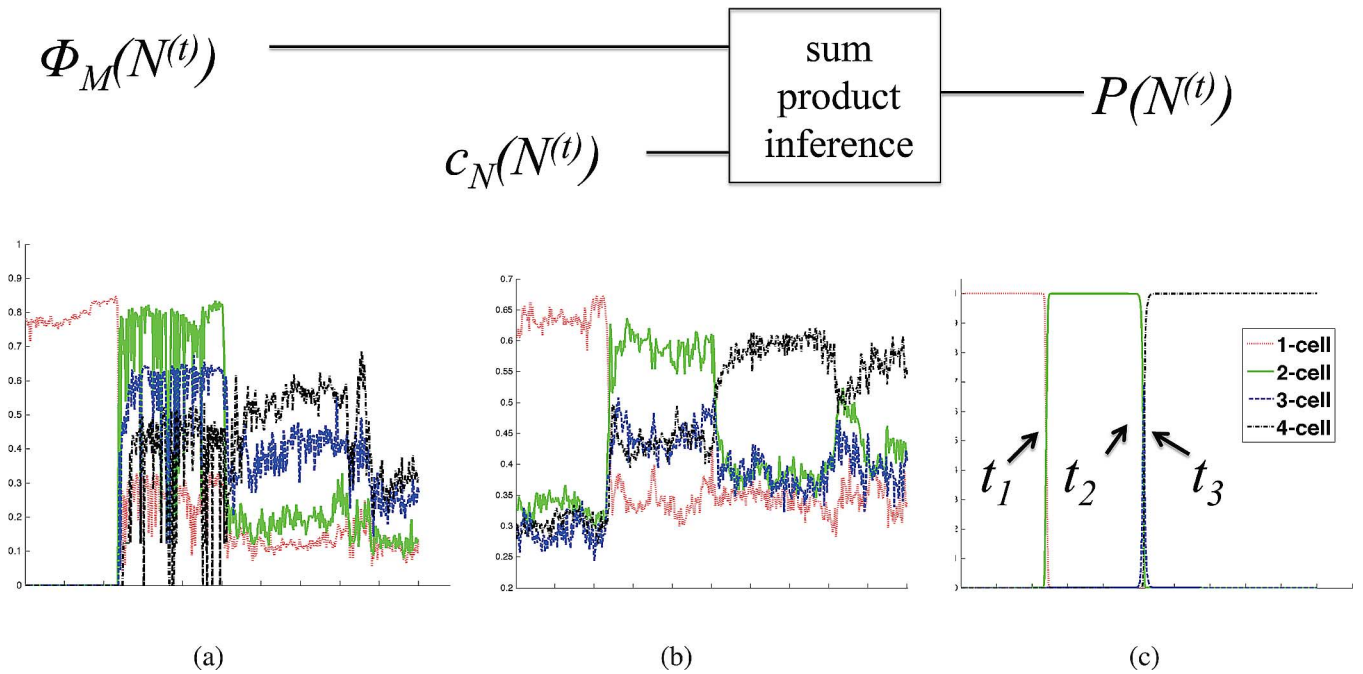 Φ_M(N^(t))
sum
product
inference
P(N^(t))
c_N(N^(t))
1
0.9
0.8
0.7
0.6
0.5
0.4
0.3
0.2
0.1
0
0.7
0.65
0.6
0.55
0.5
0.45
0.4
0.35
0.3
0.25
0.2
t_1
t_2
t_3
1-cell
2-cell
3-cell
4-cell
(a)
(b)
(c)